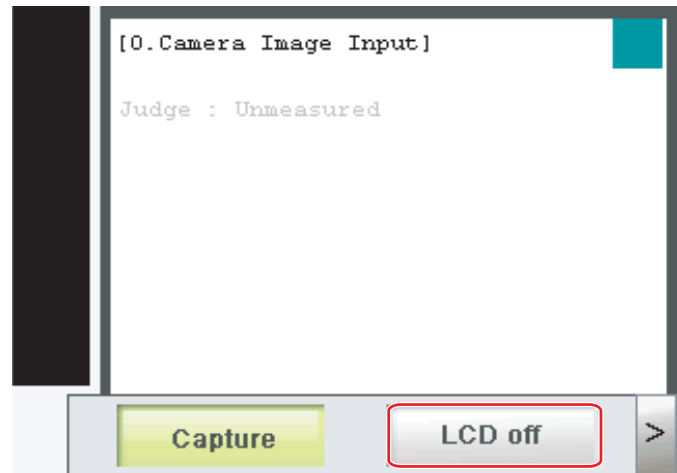 [0.Camera Image Input]
Judge : Unmeasured
Capture
LCD off
>